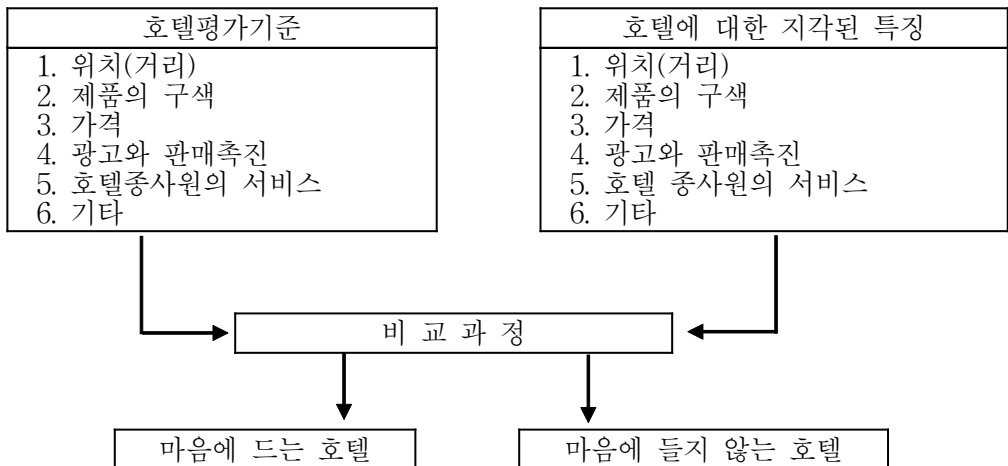 호텔평가기준
1. 위치(거리)
2. 제품의 구색
3. 가격
4. 광고와 판매촉진
5. 호텔종사원의 서비스
6. 기타
호텔에 대한 지각된 특징
1. 위치(거리)
2. 제품의 구색
3. 가격
4. 광고와 판매촉진
5. 호텔 종사원의 서비스
6. 기타
비 교 과 정
마음에 드는 호텔
마음에 들지 않는 호텔